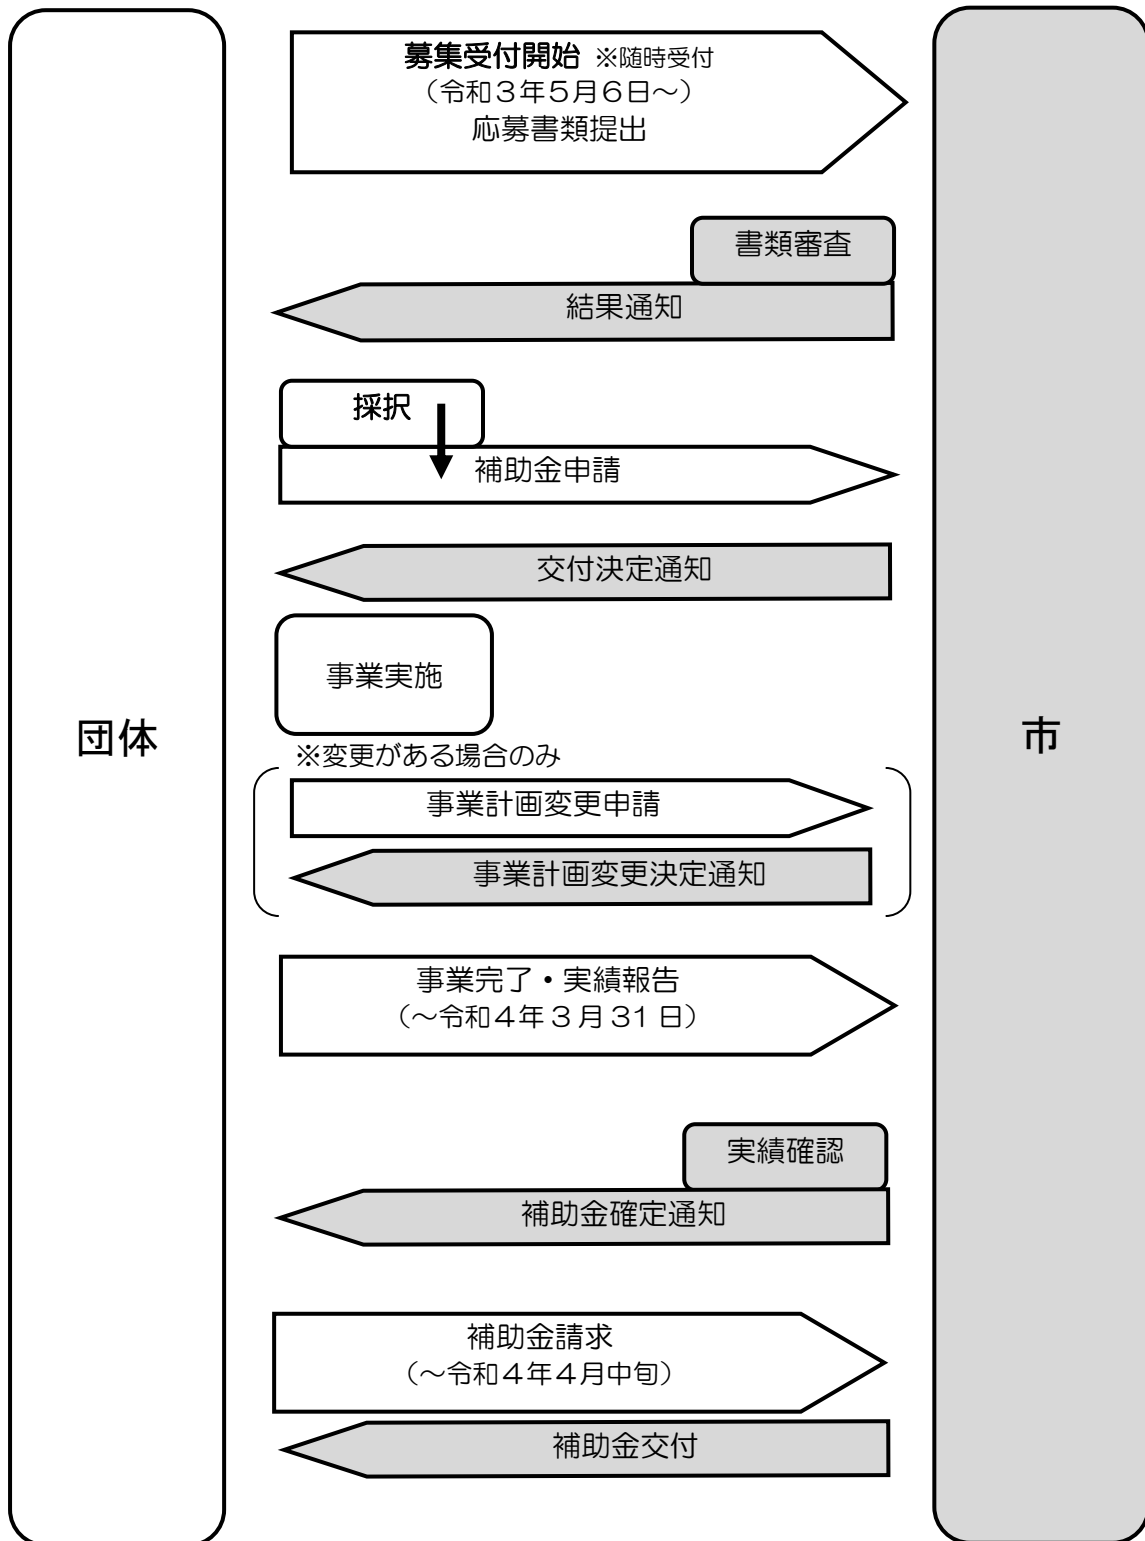 募集受付開始 ※随時受付
（令和３年５月６日～）
応募書類提出
書類審査
結果通知
採択
補助金申請
交付決定通知
事業実施
団体
市
※変更がある場合のみ
事業計画変更申請
事業計画変更決定通知
事業完了・実績報告
（～令和４年３月31日）
実績確認
補助金確定通知
補助金請求
（～令和４年４月中旬）
補助金交付